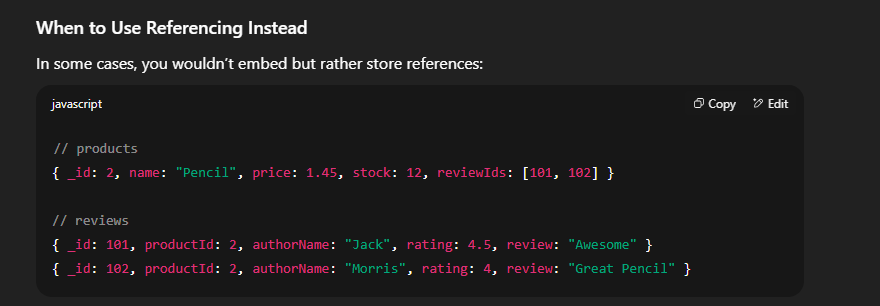 When to Use Referencing Instead
In some cases, you wouldn’t embed but rather store references:
javascript
Copy
Edit
// products
{ _id: 2, name: "Pencil", price: 1.45, stock: 12, reviewIds: [101, 102] }
// reviews
{ _id: 101, productId: 2, authorName: "Jack", rating: 4.5, review: "Awesome" }
{ _id: 102, productId: 2, authorName: "Morris", rating: 4, review: "Great Pencil" }